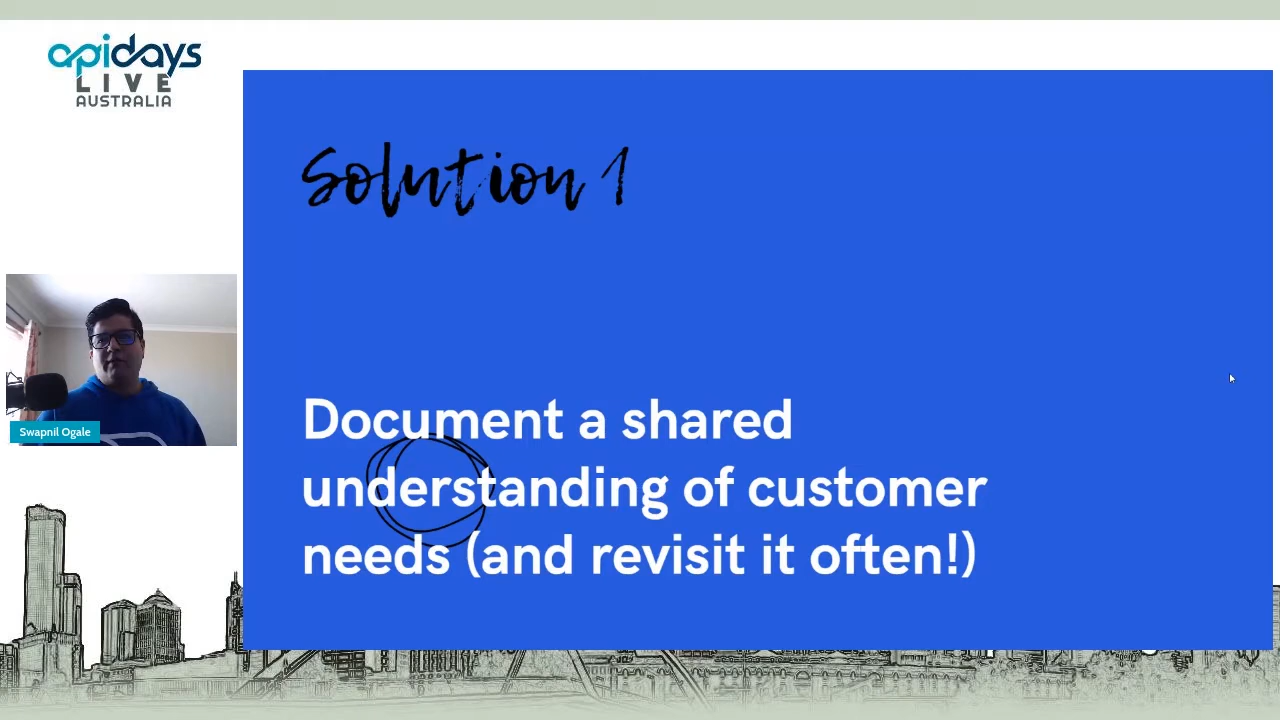 apidays
LIVE
AUSTRALIA
Solution 1
Document a shared
understanding of customer
needs (and revisit it often!)
Swapnil Ogale